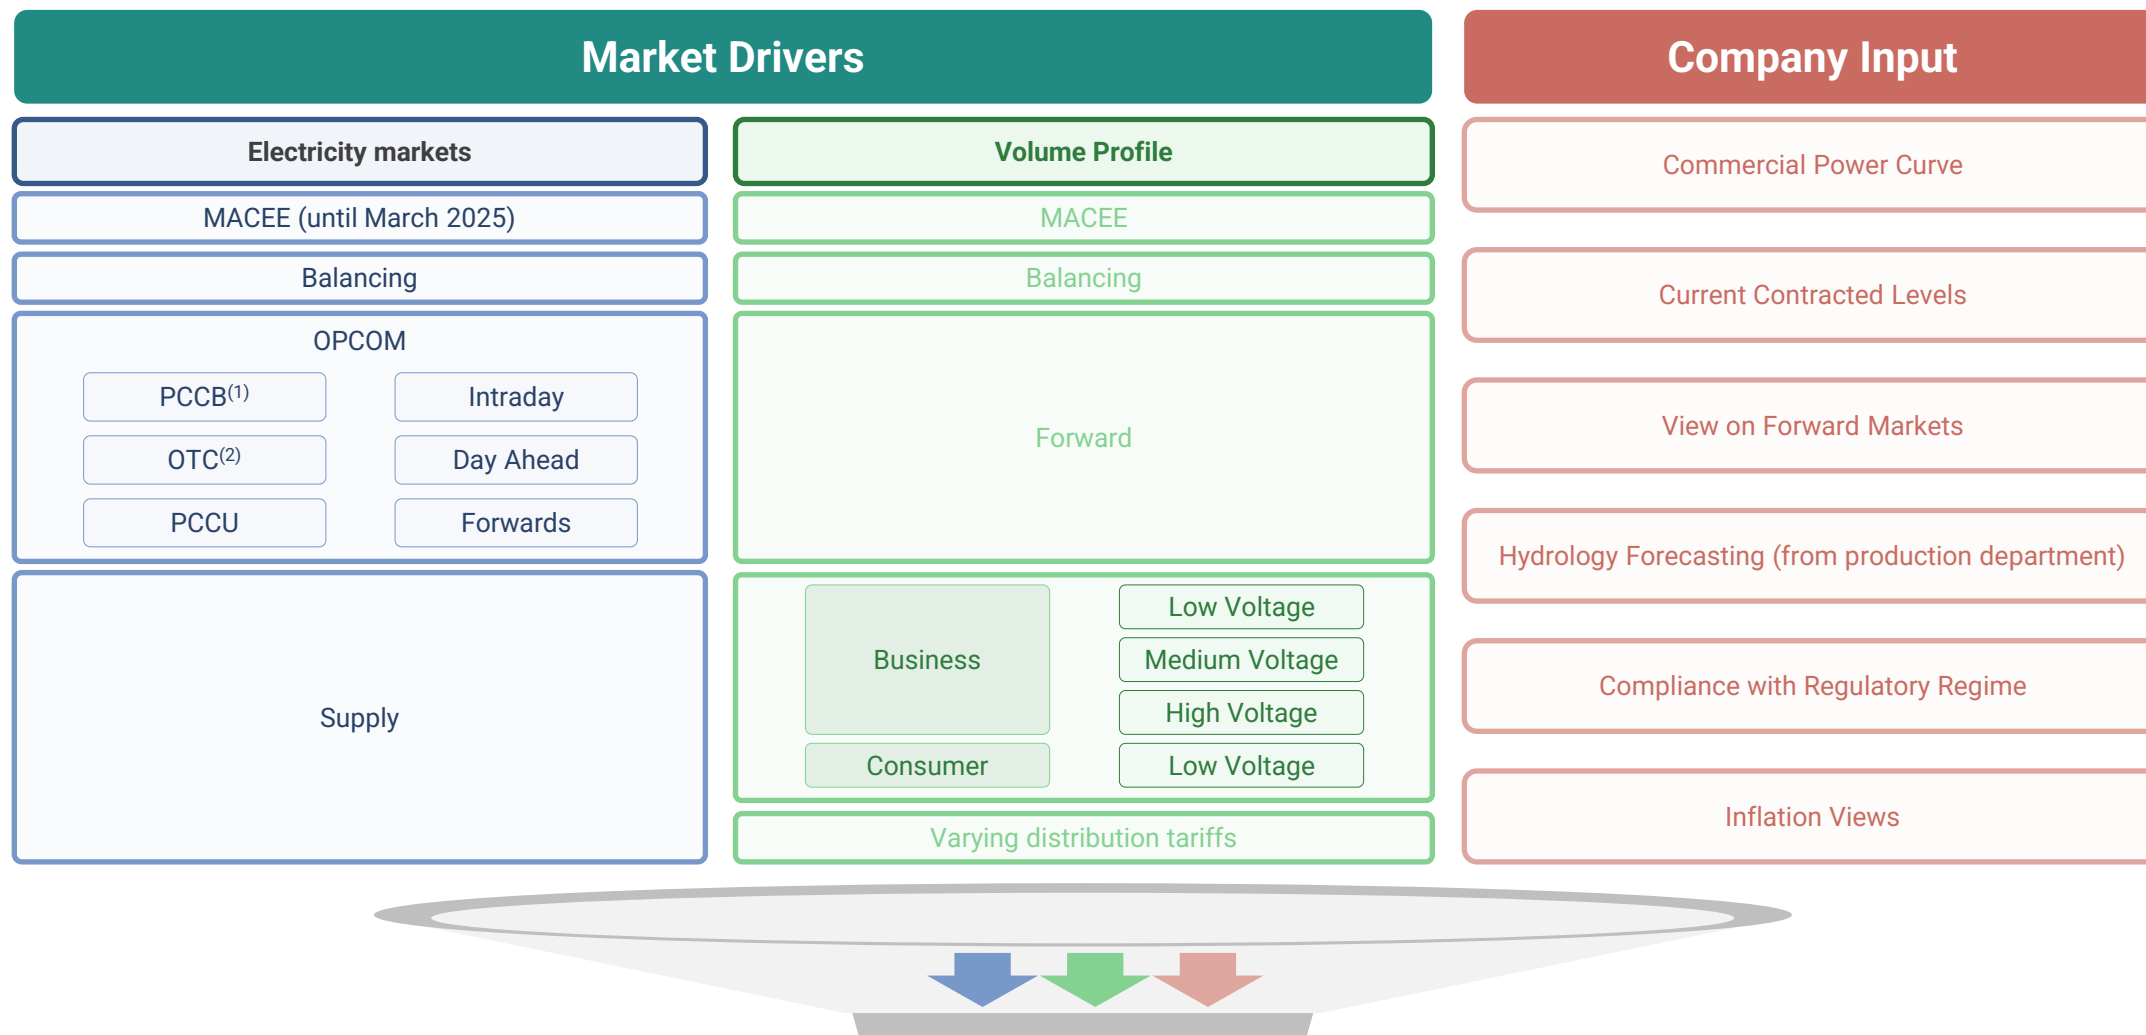 Market Drivers
Company Input
Electricity markets
MACEE (until March 2025)
Balancing
OPCOM
PCCB(1)
Intraday
OTC(2)
Day Ahead
PCCU
Forwards
Supply
Volume Profile
MACEE
Balancing
Forward
Business
Low Voltage
Medium Voltage
High Voltage
Consumer
Low Voltage
Varying distribution tariffs
Commercial Power Curve
Current Contracted Levels
View on Forward Markets
Hydrology Forecasting (from production department)
Compliance with Regulatory Regime
Inflation Views